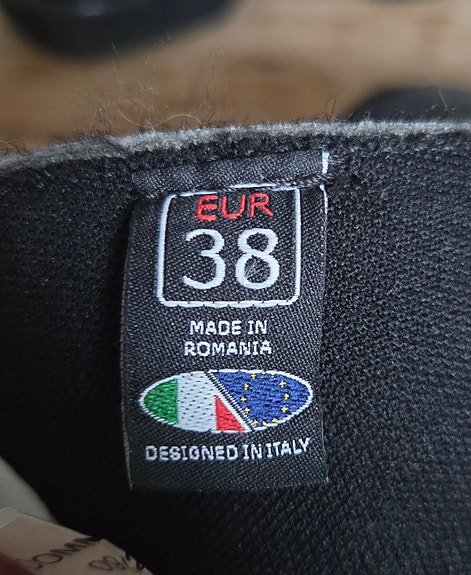 EUR
38
MADE IN
ROMANIA
DESIGNED IN ITALY